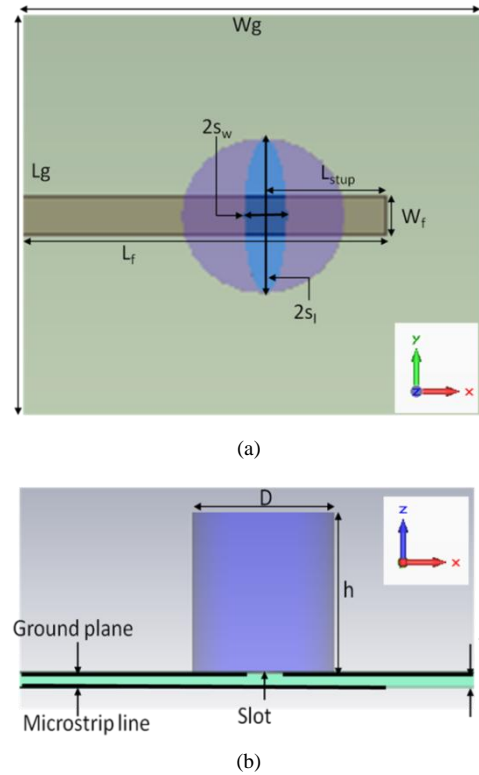 Wg
2sw
Lg
Lstup
Wf
Lf
2sl
y
z
x
(a)
D
z
x
h
Ground plane
Microstrip line
Slot
(b)